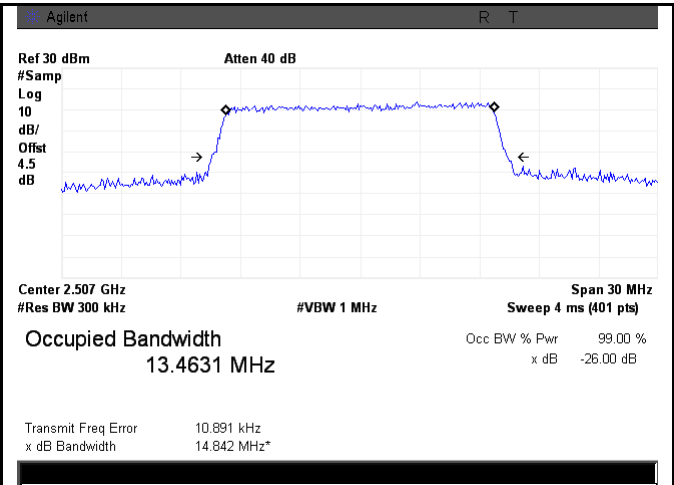 Agilent R T
Ref 30 dBm Atten 40 dB
#Samp
Log
10
dB/
Offst
4.5
dB
Center 2.507 GHz Span 30 MHz
#Res BW 300 kHz #VBW 1 MHz Sweep 4 ms (401 pts)
Occupied Bandwidth Occ BW % Pwr 99.00 %
13.4631 MHz x dB -26.00 dB
Transmit Freq Error 10.891 kHz
x dB Bandwidth 14.842 MHz*